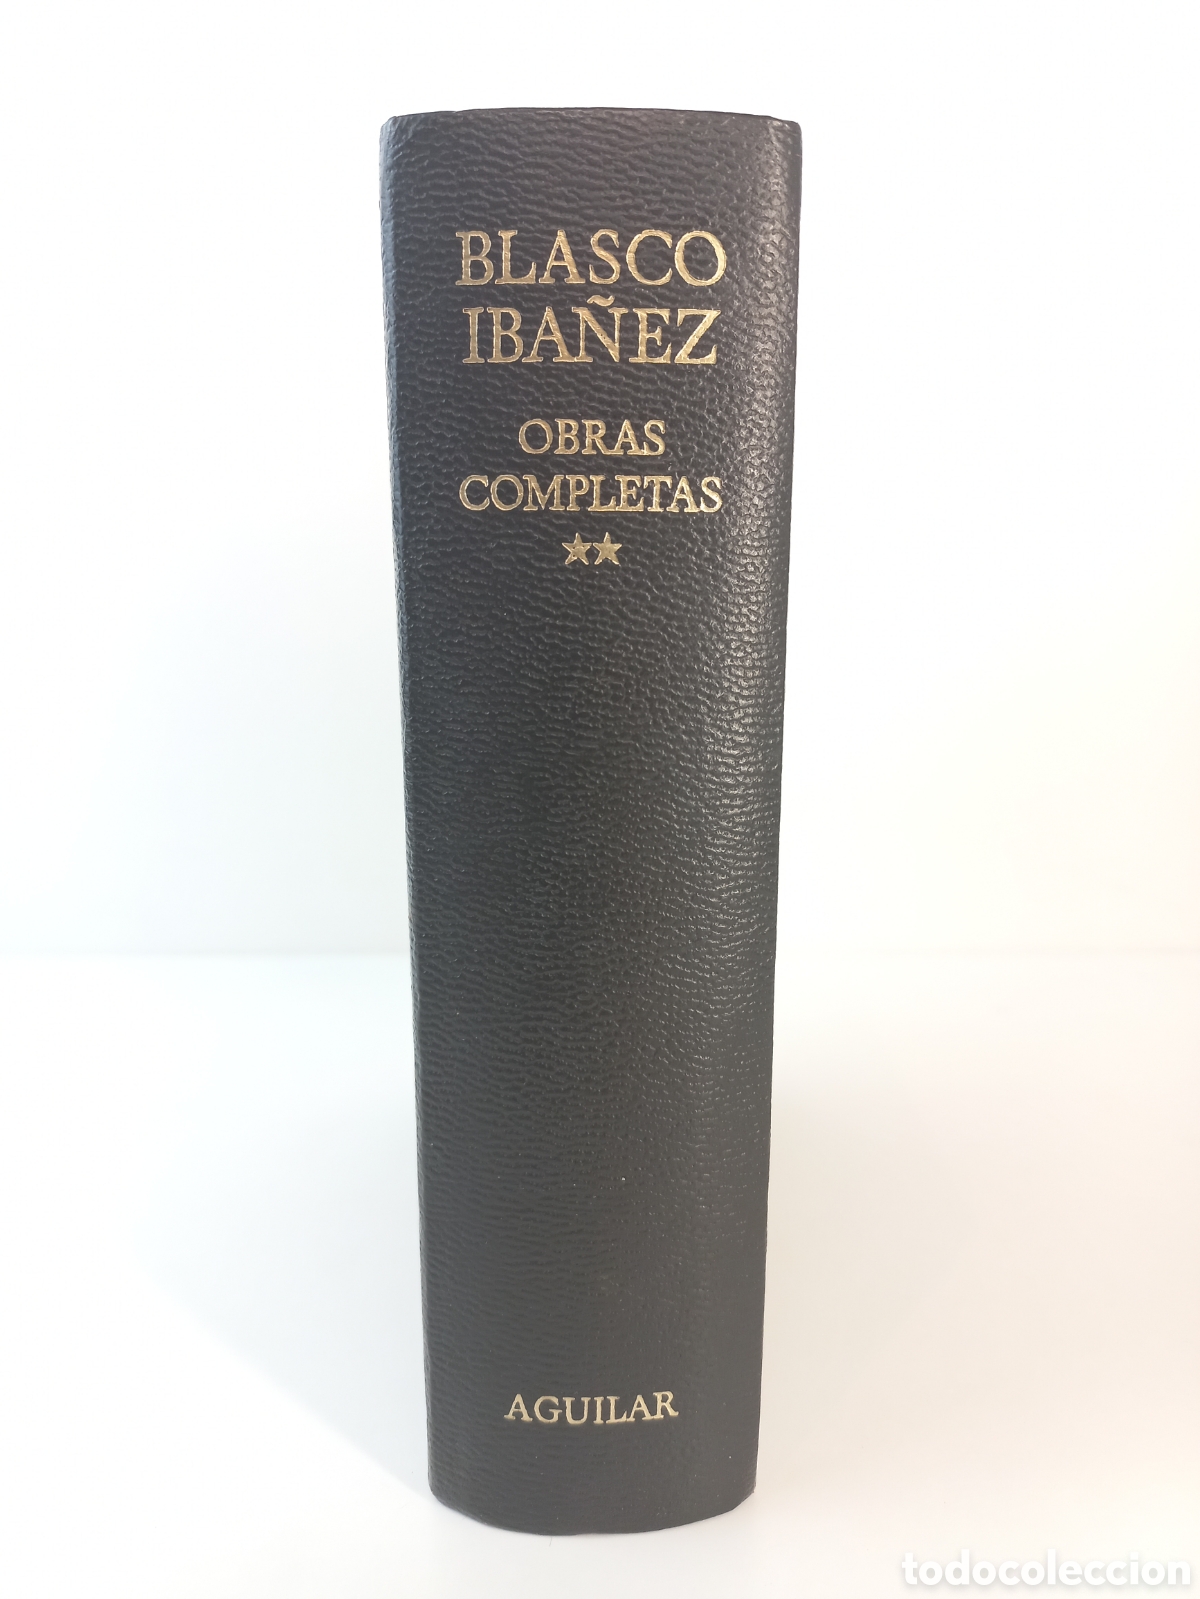 BLASCO
IBAÑEZ
OBRAS
COMPLETAS
★★
AGUILAR
todocoleccion